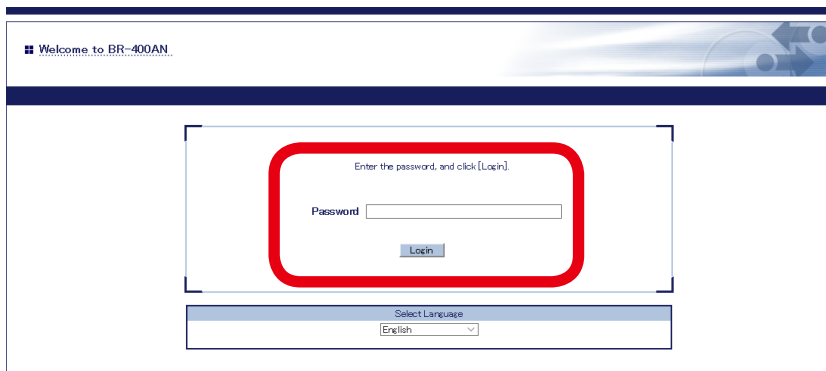 Welcome to BR-400AN
Enter the password, and click [Login].
Password
Login
Select Language
English